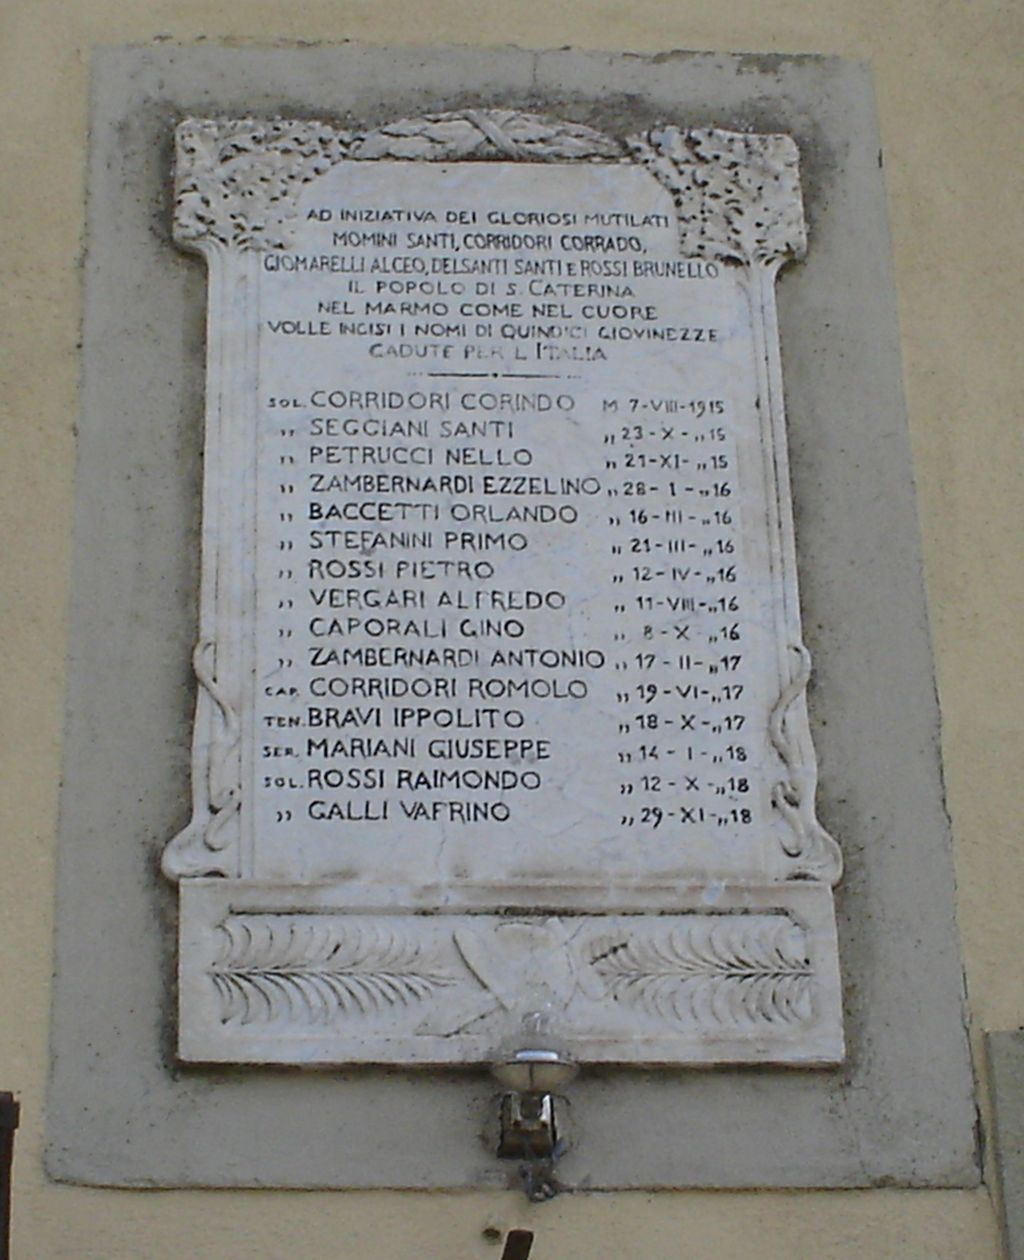 AD INIZIATIVA DEI GLORIOSI MUTILATI
MOMINI SANTI, CORRIDORI CORRADO,
GIOMARELLI ALCEO, DELSANTI SANTI E ROSSI BRUNELLO
IL POPOLO DI S. CATERINA
NEL MARMO COME NEL CUORE
VOLLE INCISI I NOMI DI QUINDICI GIOVINEZZE
CADUTE PER L ITALIA
SOL. CORRIDORI CORINDO M 7-VIII-1915
„ SEGGIANI SANTI „ 23-X-„ 15
„ PETRUCCI NELLO „ 21-XI-„ 15
„ ZAMBERNARDI EZZELINO „ 28-I-„ 16
„ BACCETTI ORLANDO „ 16-III-„ 16
„ STEFANINI PRIMO „ 21-III-„ 16
„ ROSSI PIETRO „ 12-IV-„ 16
„ VERGARI ALFREDO „ 11-VIII-„ 16
„ CAPORALI GINO „ 8-X-„ 16
„ ZAMBERNARDI ANTONIO „ 17-II-„ 17
CAP. CORRIDORI ROMOLO „ 19-VI-„ 17
TEN. BRAVI IPPOLITO „ 18-X-„ 17
SER. MARIANI GIUSEPPE „ 14-I-„ 18
SOL. ROSSI RAIMONDO „ 12-X-„ 18
„ GALLI VAFRINO „ 29-XI-„ 18